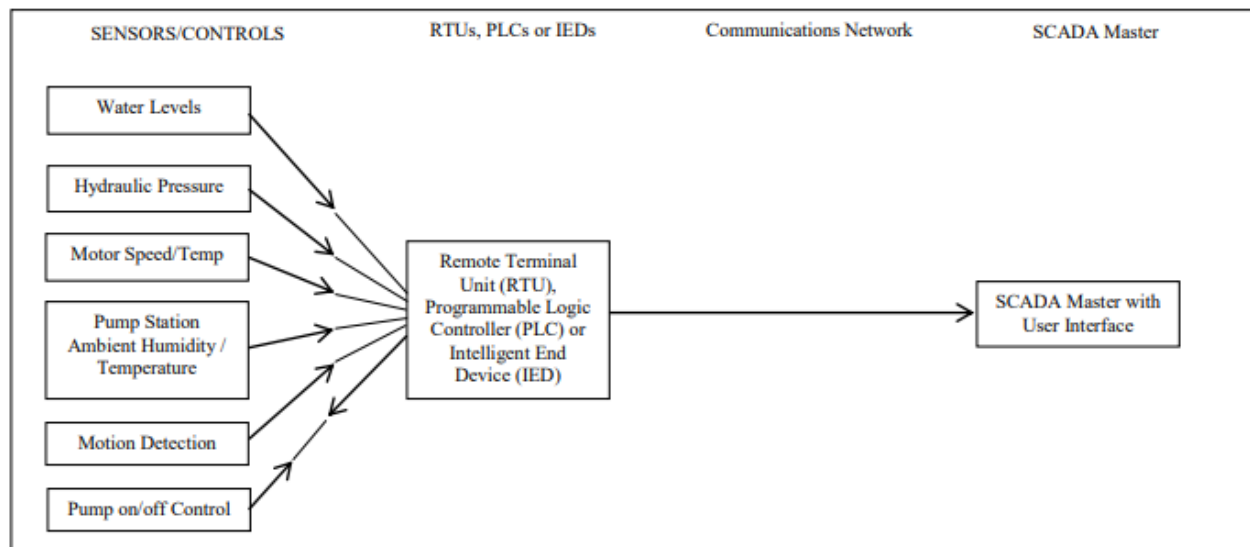 SENSORS/CONTROLS
RTUs, PLCs or IEDs
Communications Network
SCADA Master
Water Levels
Hydraulic Pressure
Motor Speed/Temp
Pump Station
Ambient Humidity /
Temperature
Motion Detection
Pump on/off Control
Remote Terminal
Unit (RTU),
Programmable Logic
Controller (PLC) or
Intelligent End
Device (IED)
SCADA Master with
User Interface